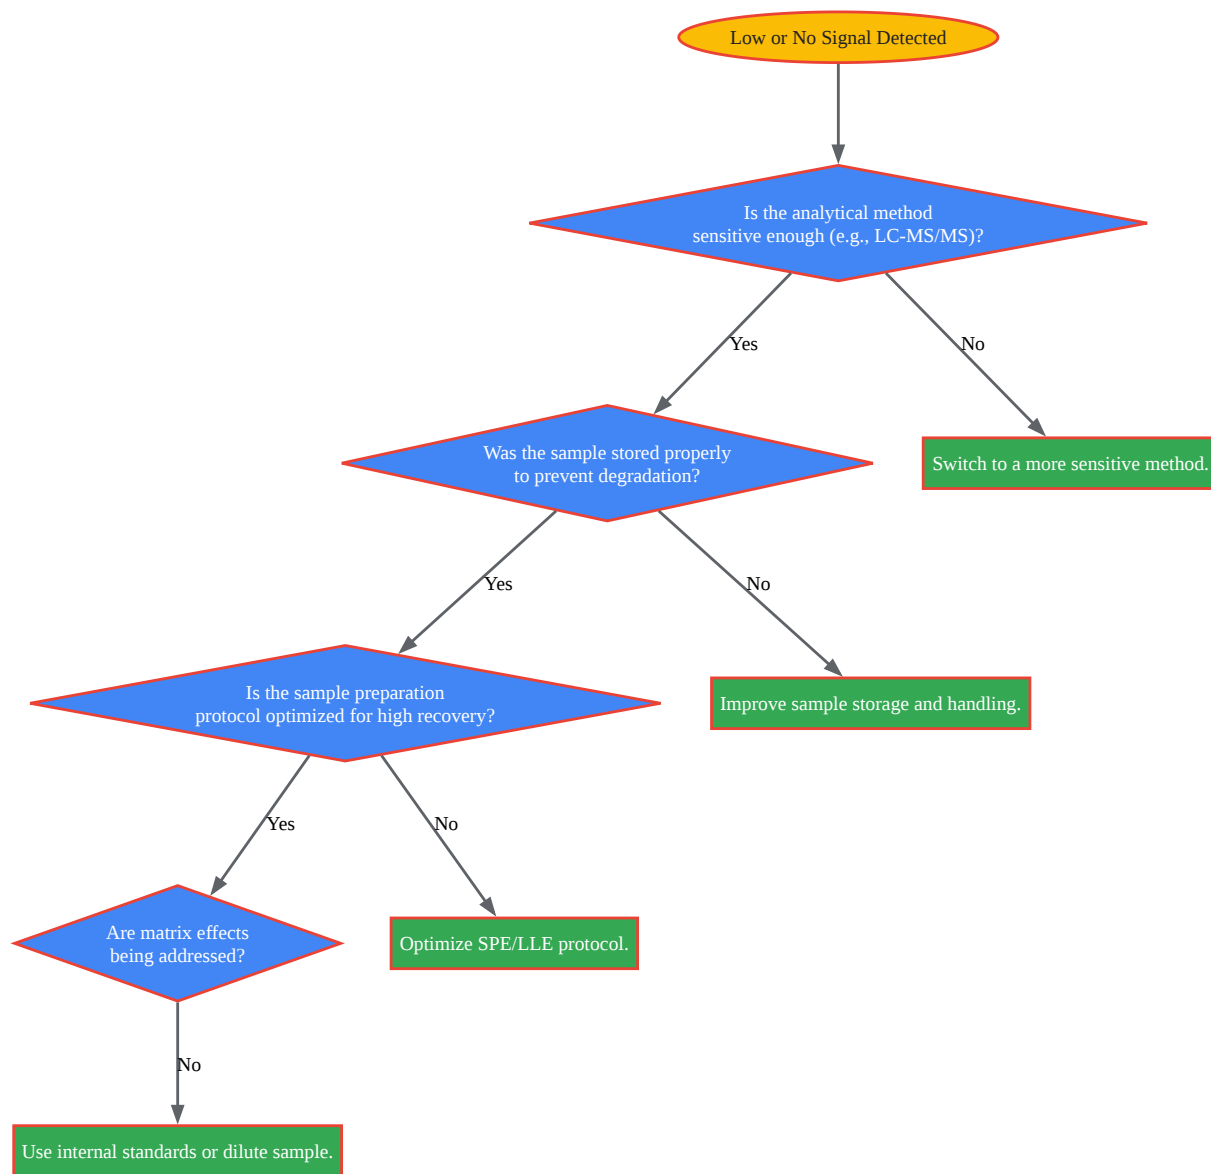 Low or No Signal Detected
Is the analytical method
sensitive enough (e.g., LC-MS/MS)?
Yes
No
Was the sample stored properly
to prevent degradation?
Switch to a more sensitive method.
Yes
No
Is the sample preparation
protocol optimized for high recovery?
Improve sample storage and handling.
Yes
No
Are matrix effects
being addressed?
Optimize SPE/LLE protocol.
No
Use internal standards or dilute sample.